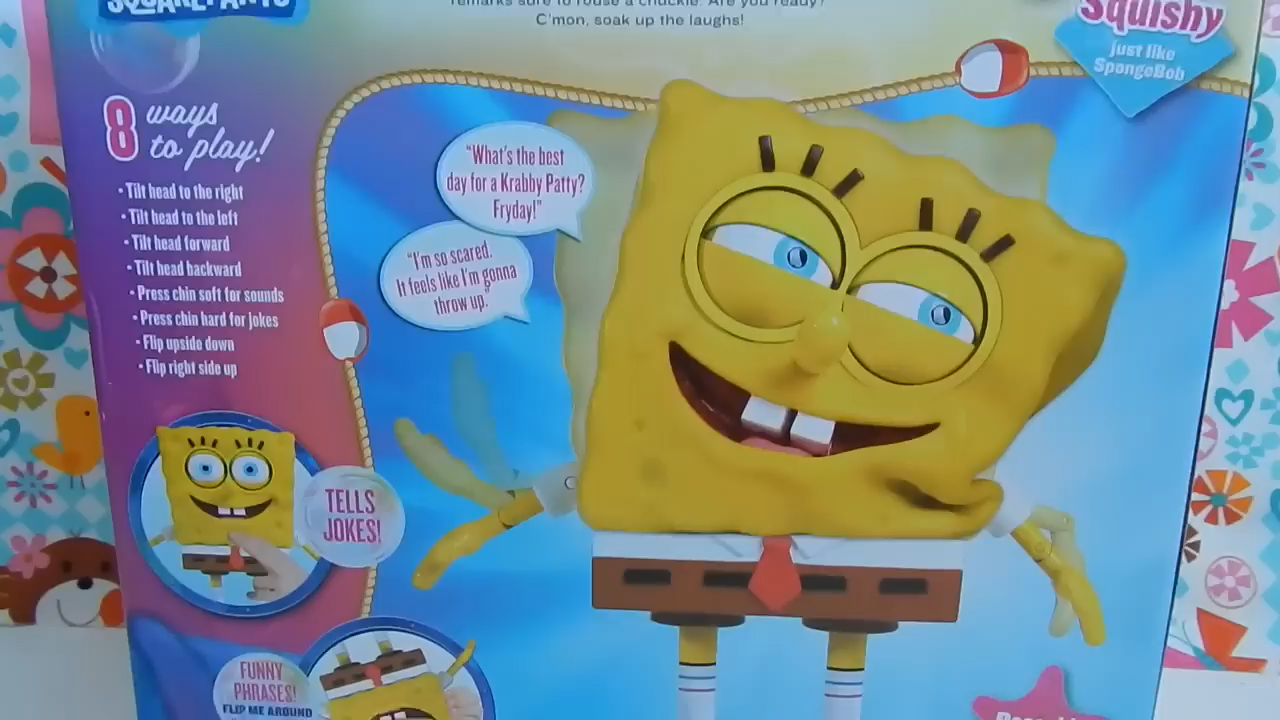 SQUAREPANTS
remarks sure to rouse a chuckle. Are you ready?
C'mon, soak up the laughs!
Squishy
just like
SpongeBob
8 ways
to play!
• Tilt head to the right
• Tilt head to the left
• Tilt head forward
• Tilt head backward
• Press chin soft for sounds
• Press chin hard for jokes
• Flip upside down
• Flip right side up
"What's the best
day for a Krabby Patty?
Fryday!"
"I'm so scared.
It feels like I'm gonna
throw up."
TELLS
JOKES!
FUNNY
PHRASES!
FLIP ME AROUND